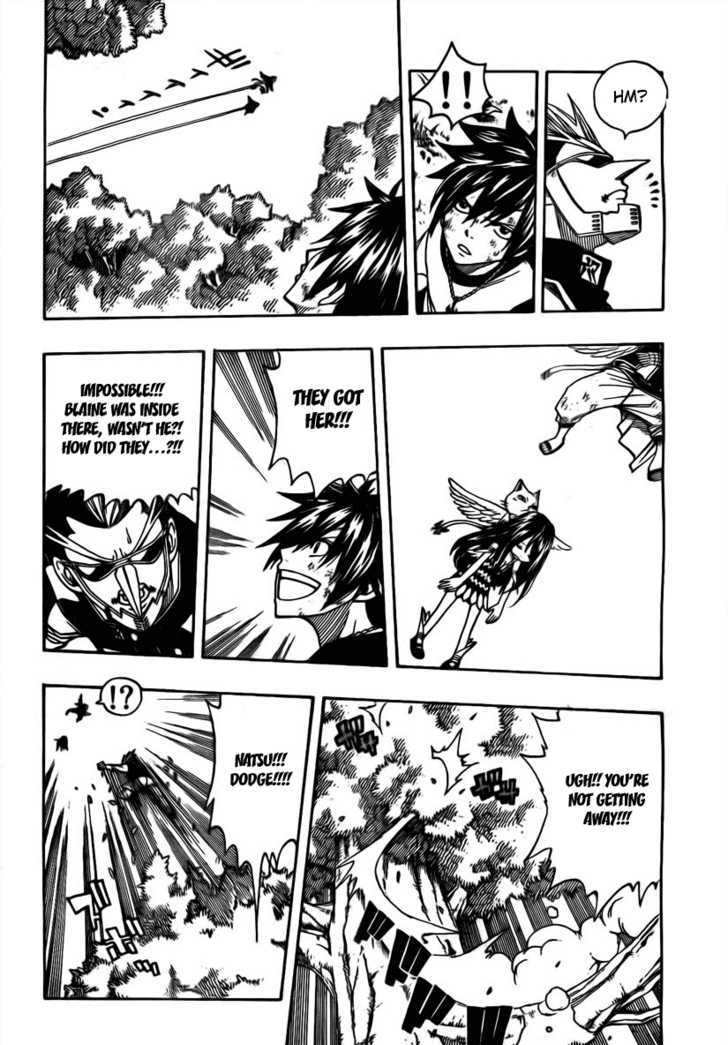 HM?
!!
THEY GOT
HER!!!
IMPOSSIBLE!!!
BLAINE WAS INSIDE
THERE, WASN'T HE?!
HOW DID THEY...?!!
UGH!! YOU'RE
NOT GETTING
AWAY!!!
NATSU!!!
DODGE!!!!
!?